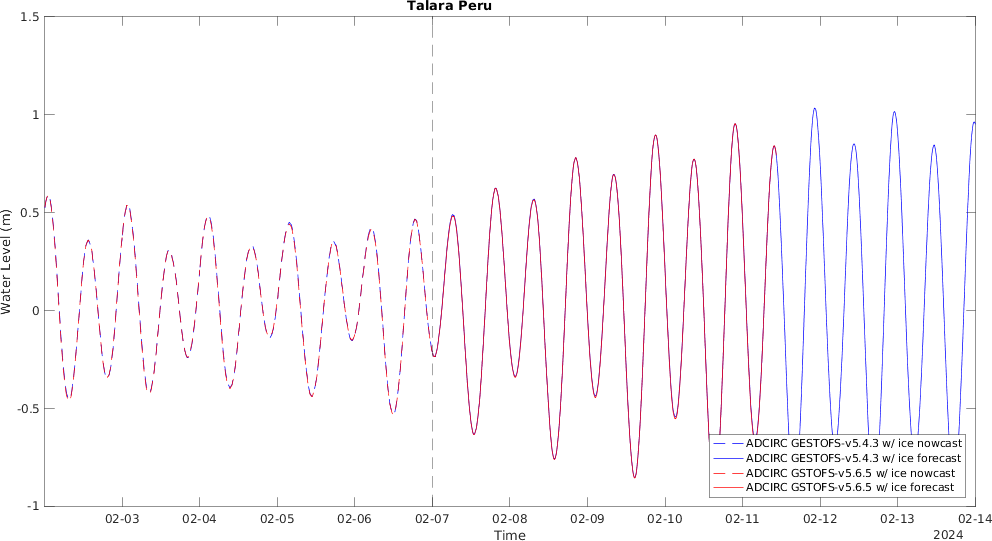 Talara Peru
1.5
1
0.5
0
-0.5
-1
Water Level (m)
ADCIRC GESTOFS-v5.4.3 w/ ice nowcast
ADCIRC GESTOFS-v5.4.3 w/ ice forecast
ADCIRC GSTOFS-v5.6.5 w/ ice nowcast
ADCIRC GSTOFS-v5.6.5 w/ ice forecast
02-03 02-04 02-05 02-06 02-07 02-08 02-09 02-10 02-11 02-12 02-13 02-14
Time
2024